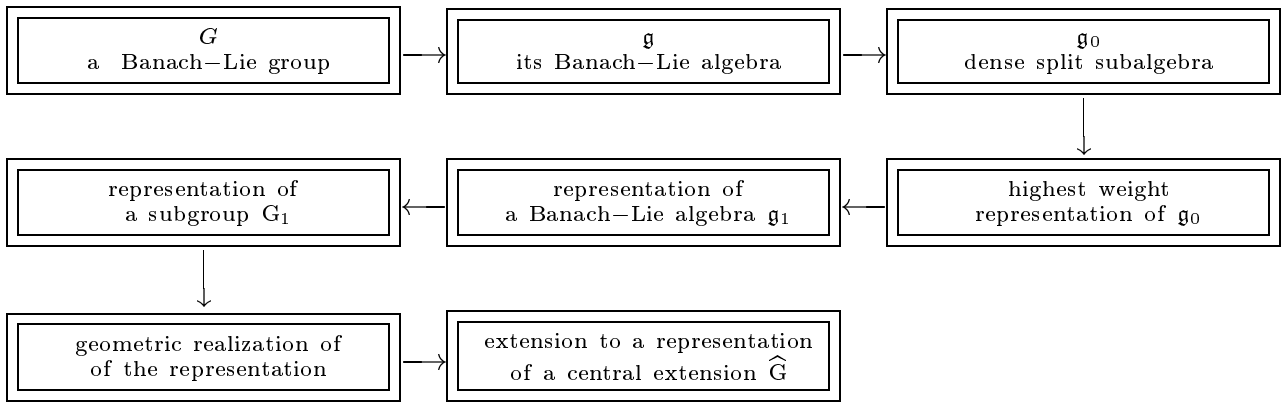 G
a Banach–Lie group
𝔤
its Banach–Lie algebra
𝔤₀
dense split subalgebra
highest weight
representation of 𝔤₀
representation of
a Banach–Lie algebra 𝔤₁
representation of
a subgroup G₁
geometric realization of
of the representation
extension to a representation
of a central extension Ĝ